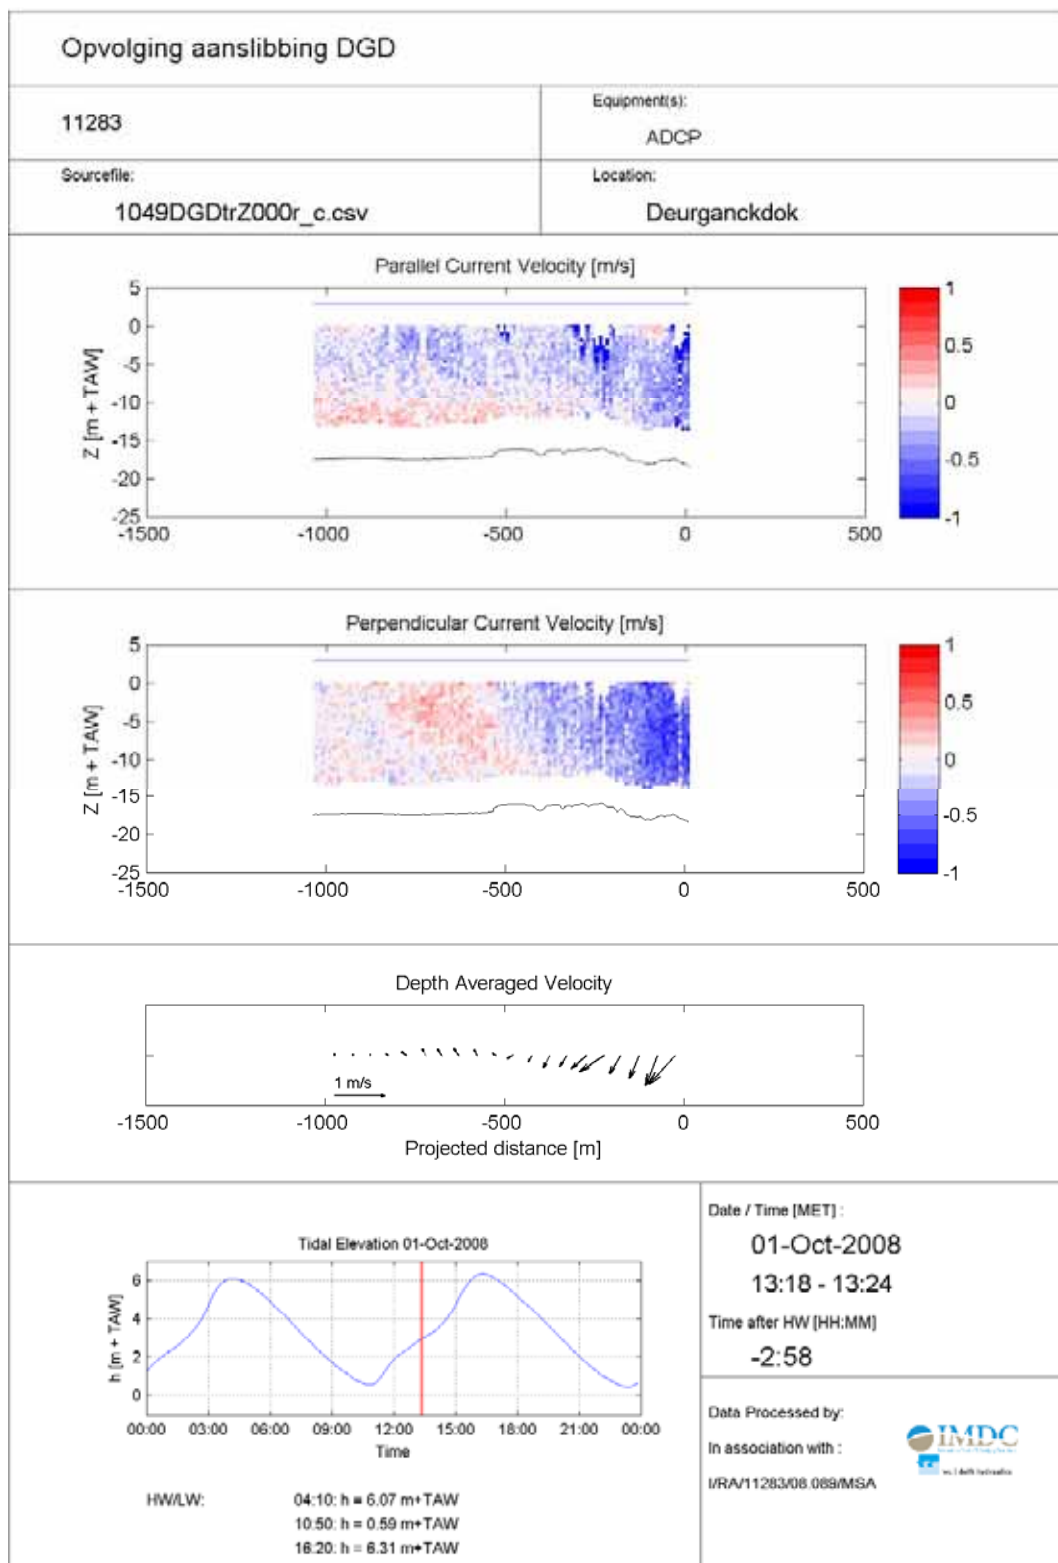 Opvolging aanslibbing DGD
11283
Equipment(s):
ADCP
Sourcefile:
1049DGDtrZ000r_c.csv
Location:
Deurganckdok
Parallel Current Velocity [m/s]
Z [m + TAW]
5
0
-5
-10
-15
-20
-25
-1500
-1000
-500
0
500
1
0.5
0
-0.5
-1
Perpendicular Current Velocity [m/s]
Z [m + TAW]
5
0
-5
-10
-15
-20
-25
-1500
-1000
-500
0
500
1
0.5
0
-0.5
-1
Depth Averaged Velocity
1 m/s
-1500
-1000
-500
0
500
Projected distance [m]
Tidal Elevation 01-Oct-2008
h [m + TAW]
6
4
2
0
00:00
03:00
06:00
09:00
12:00
15:00
18:00
21:00
00:00
Time
HW/LW:
04:10: h = 6.07 m+TAW
10:50: h = 0.59 m+TAW
16:20: h = 6.31 m+TAW
Date / Time [MET] :
01-Oct-2008
13:18 - 13:24
Time after HW [HH:MM]
-2:58
Data Processed by:
IMDC
In association with :
wl | delft hydraulics
I/RA/11283/08.089/MSA